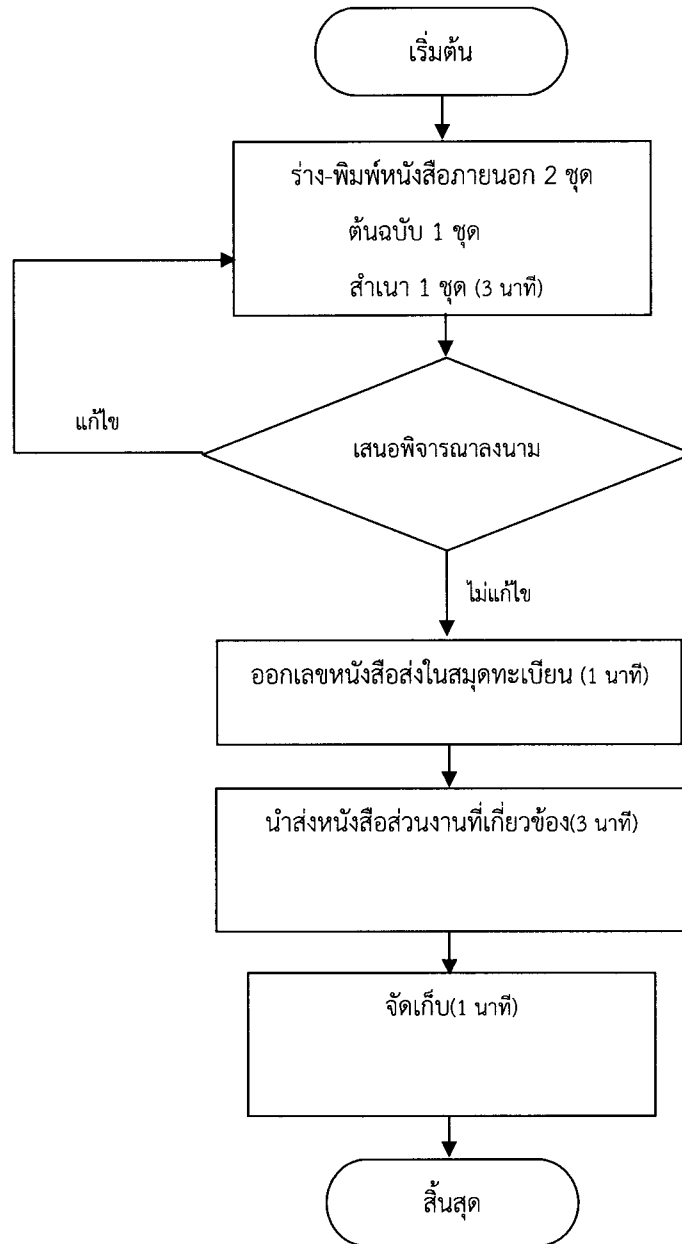 เริ่มต้น
ร่าง-พิมพ์หนังสือภายนอก 2 ชุด
ต้นฉบับ 1 ชุด
สำเนา 1 ชุด (3 นาที)
แก้ไข
เสนอพิจารณาลงนาม
ไม่แก้ไข
ออกเลขหนังสือส่งในสมุดทะเบียน (1 นาที)
นำส่งหนังสือส่วนงานที่เกี่ยวข้อง(3 นาที)
จัดเก็บ(1 นาที)
สิ้นสุด